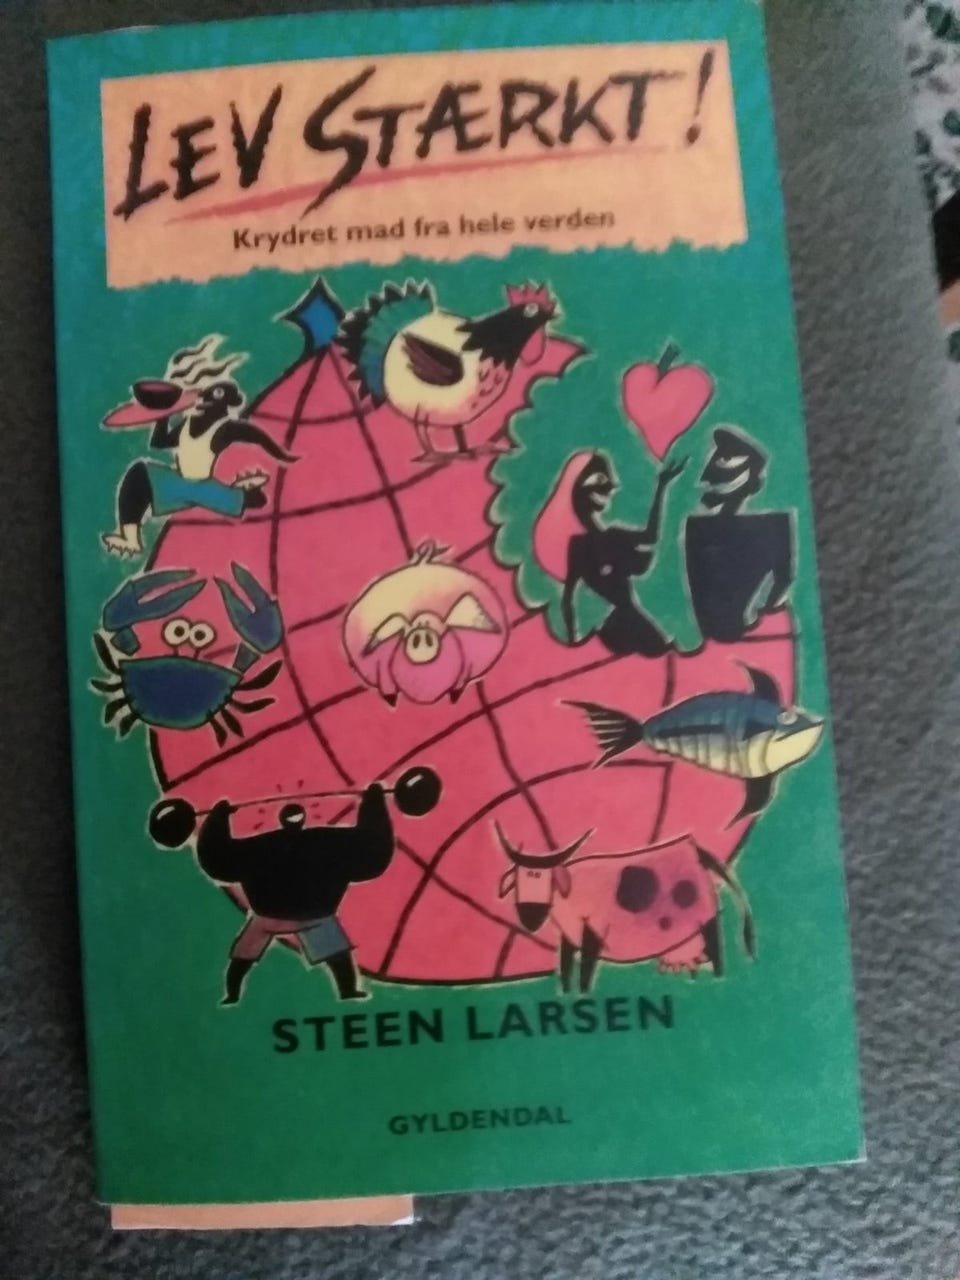 LEV STÆRKT!
Krydret mad fra hele verden
STEEN LARSEN
GYLDENDAL